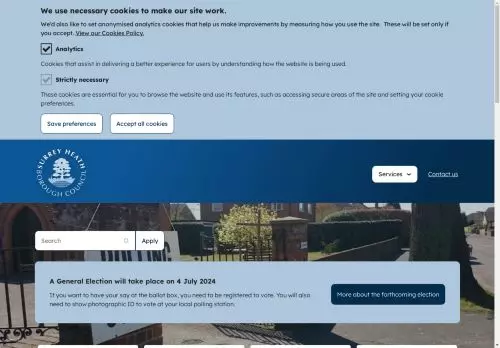 We use necessary cookies to make our site work.
We'd also like to set anonymised analytics cookies that help us make improvements by measuring how you use the site. These will be set only if
you accept. View our Cookies Policy.
Analytics
Cookies that assist in delivering a better experience for users by understanding how the website is being used.
Strictly necessary
These cookies are essential for you to browse the website and use its features, such as accessing secure areas of the site and setting your cookie
preferences.
Save preferences
Accept all cookies
SURREY HEATH
BOROUGH COUNCIL
Services
Contact us
Search
Apply
A General Election will take place on 4 July 2024
If you want to have your say at the ballot box, you need to be registered to vote. You will also
need to show photographic ID to vote at your local polling station.
More about the forthcoming election